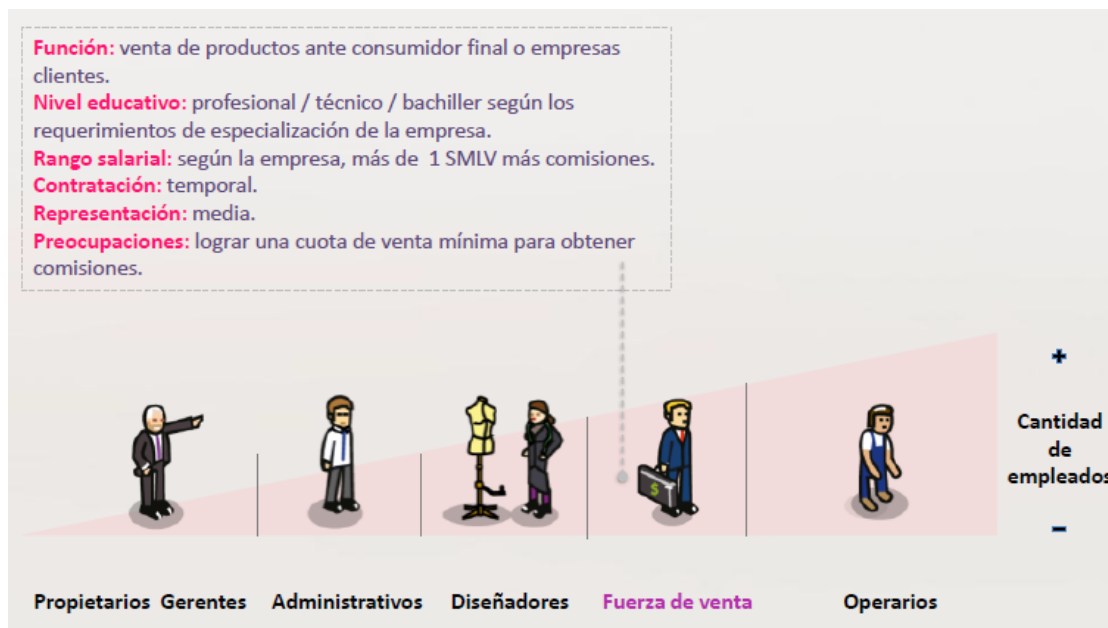 Función: venta de productos ante consumidor final o empresas
clientes.
Nivel educativo: profesional / técnico / bachiller según los
requerimientos de especialización de la empresa.
Rango salarial: según la empresa, más de 1 SMLV más comisiones.
Contratación: temporal.
Representación: media.
Preocupaciones: lograr una cuota de venta mínima para obtener
comisiones.
+
Cantidad
de
empleados
-
$
Propietarios Gerentes Administrativos Diseñadores Fuerza de venta Operarios